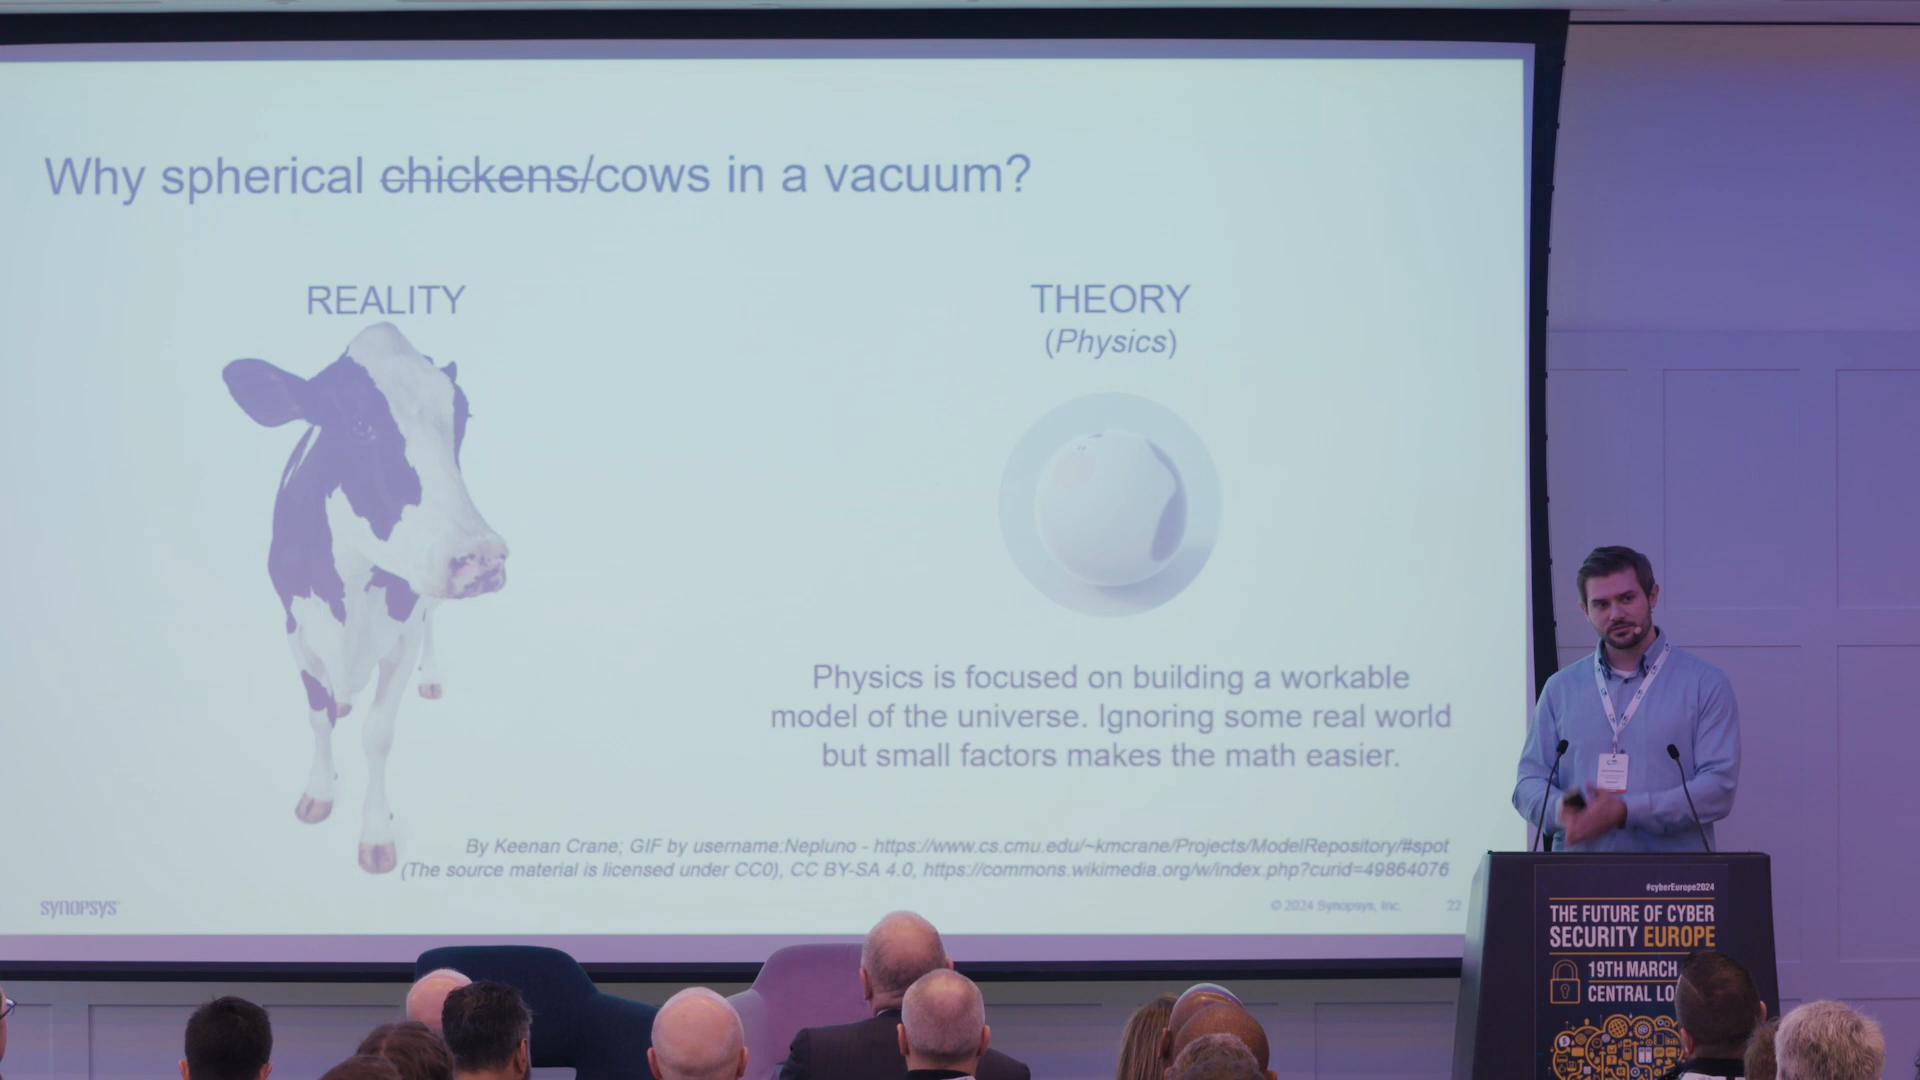 Why spherical chickens/cows in a vacuum?
REALITY
THEORY
(Physics)
Physics is focused on building a workable
model of the universe. Ignoring some real world
but small factors makes the math easier.
By Keenan Crane; GIF by username:Nepluno - https://www.cs.cmu.edu/~kmcrane/Projects/ModelRepository/#spot
(The source material is licensed under CC0), CC BY-SA 4.0, https://commons.wikimedia.org/w/index.php?curid=49864076
SYNOPSYS
© 2024 Synopsys, Inc. 22
#cyberEurope2024
THE FUTURE OF CYBER
SECURITY EUROPE
19TH MARCH
CENTRAL LO